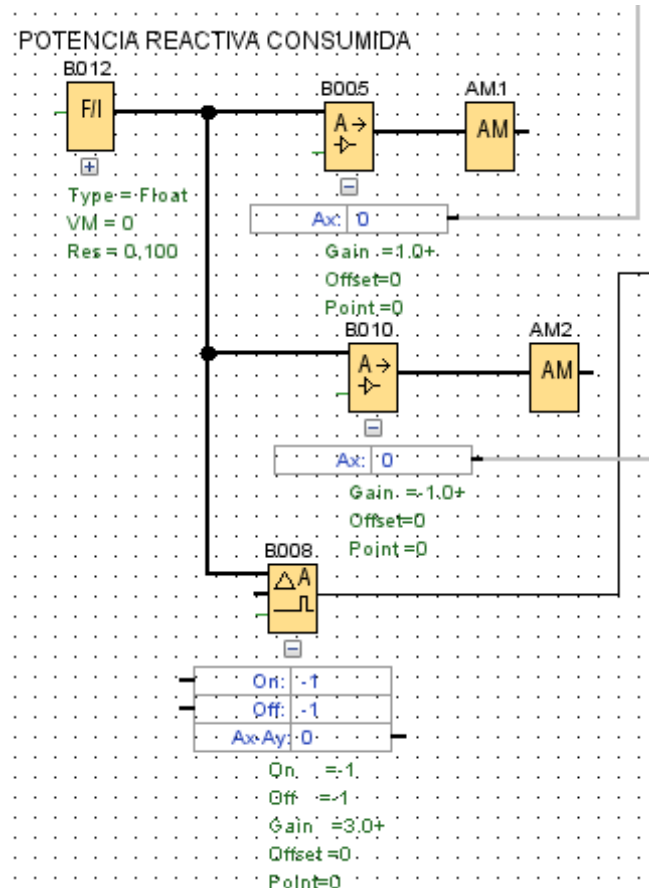 POTENCIA REACTIVA CONSUMIDA
B012
F/I
Type = Float
VM = 0
Res = 0,100
B005
A→
Ax: 0
Gain =1.0+
Offset=0
Point=0
AM1
AM
B010
A→
Ax: 0
Gain =-1.0+
Offset=0
Point=0
AM2
AM
B008
△A
On: -1
Off: -1
Ax-Ay: 0
On =-1
Off =-1
Gain =3.0+
Offset=0
Point=0